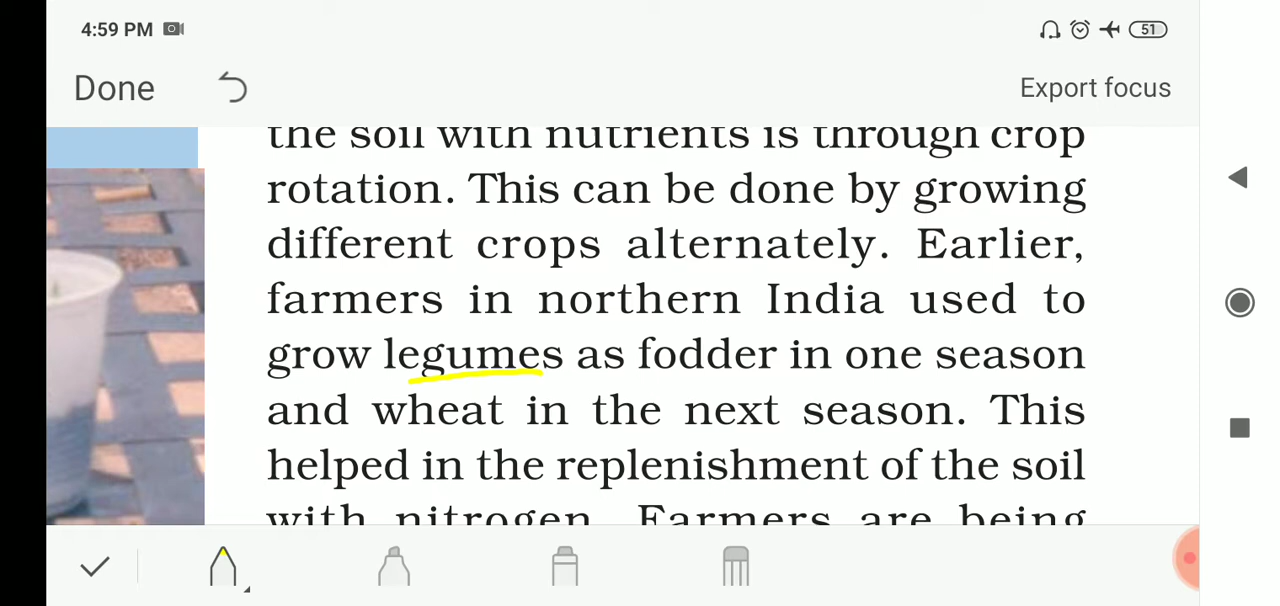 4:59 PM 51
Done Export focus
the soil with nutrients is through crop
rotation. This can be done by growing
different crops alternately. Earlier,
farmers in northern India used to
grow legumes as fodder in one season
and wheat in the next season. This
helped in the replenishment of the soil
with nitrogen. Farmers are being